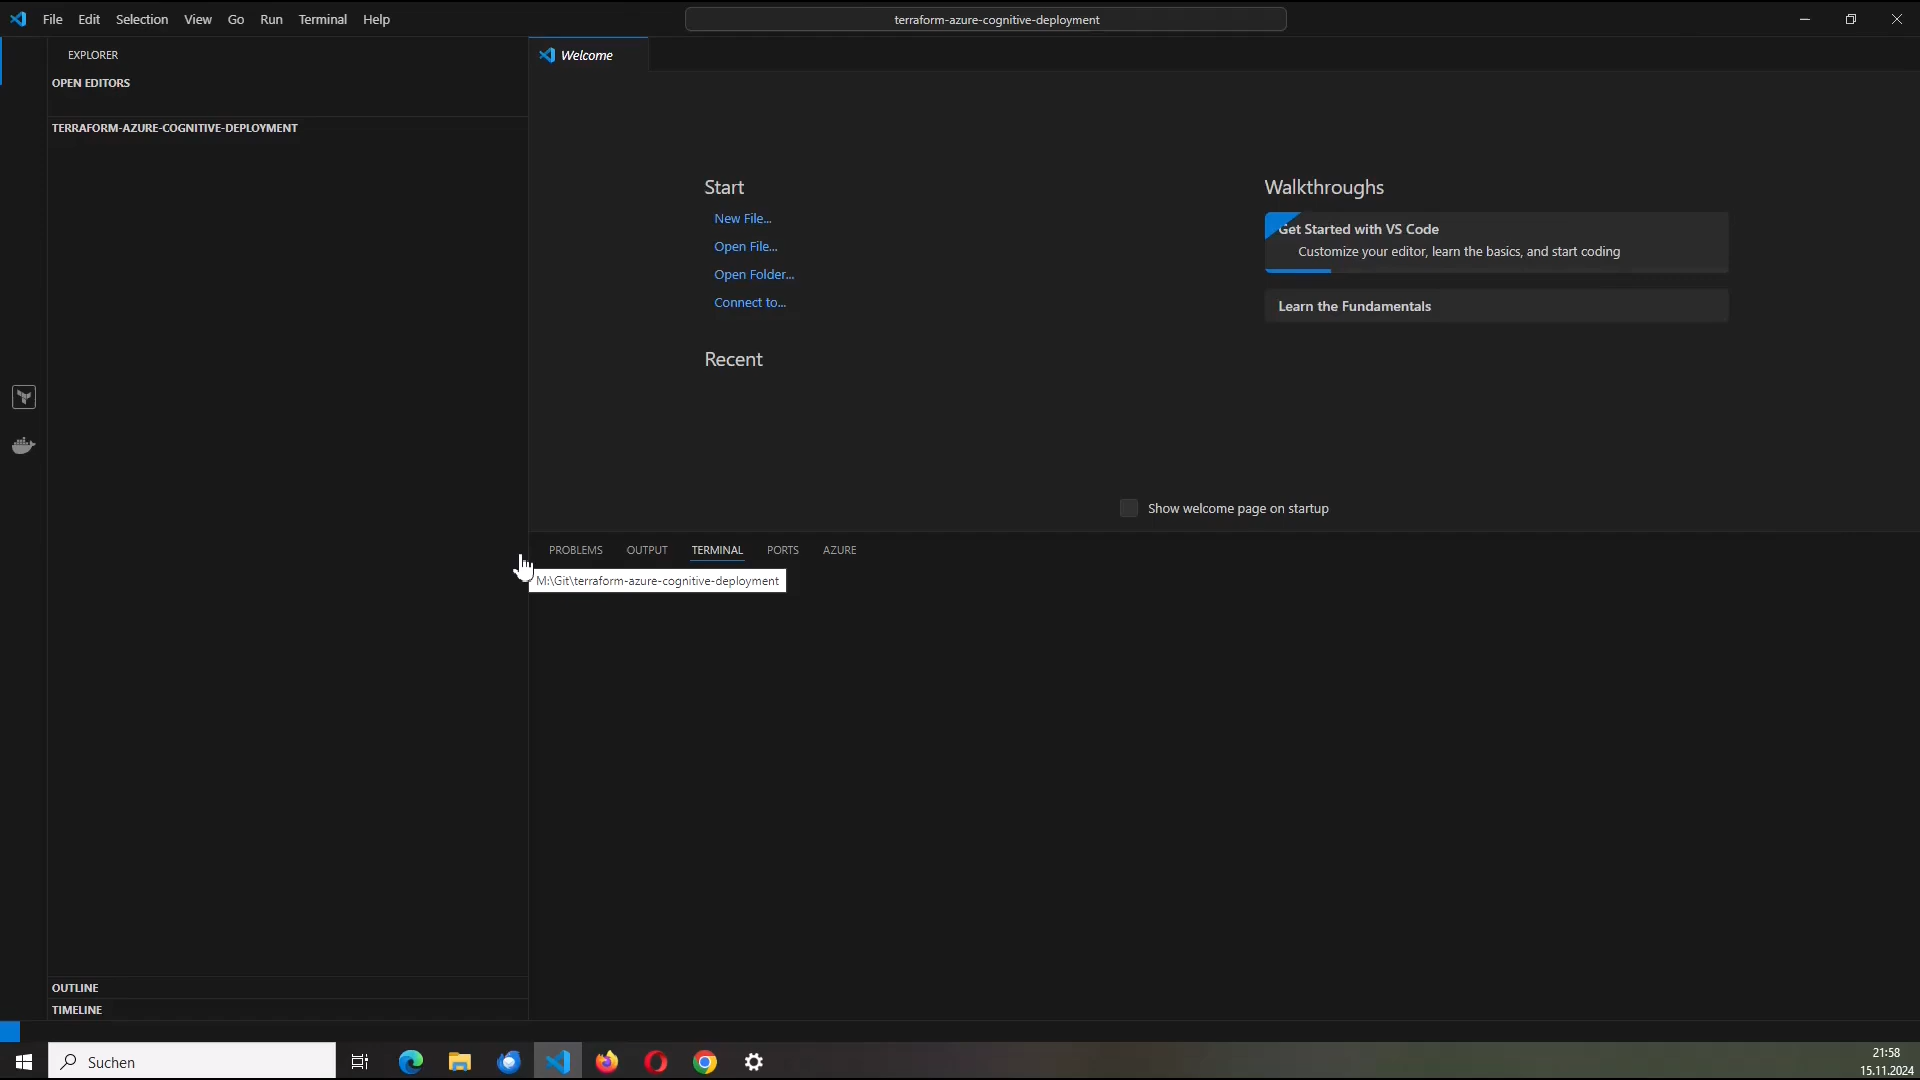 File Edit Selection View Go Run Terminal Help
terraform-azure-cognitive-deployment
EXPLORER
OPEN EDITORS
TERRAFORM-AZURE-COGNITIVE-DEPLOYMENT
OUTLINE
TIMELINE
Welcome
Start
New File...
Open File...
Open Folder...
Connect to...
Recent
Walkthroughs
Get Started with VS Code
Customize your editor, learn the basics, and start coding
Learn the Fundamentals
Show welcome page on startup
PROBLEMS OUTPUT TERMINAL PORTS AZURE
M:\Git\terraform-azure-cognitive-deployment
Suchen
21:58
15.11.2024